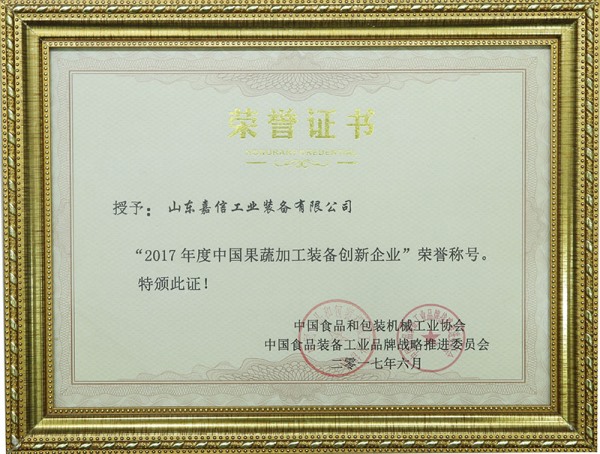 荣誉证书
HONORARY CREDENTIAL
授予：山东嘉信工业装备有限公司
“2017 年度中国果蔬加工装备创新企业”荣誉称号。
特颁此证！
中国食品和包装机械工业协会
中国食品装备工业品牌战略推进委员会
二零一七年六月